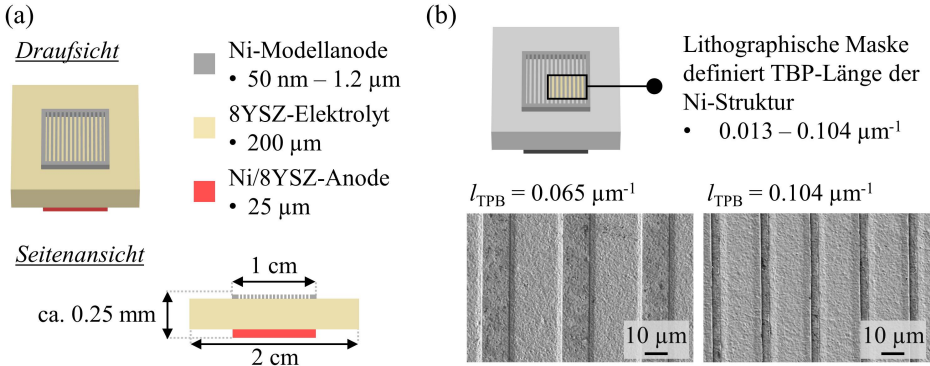 (a)
Draufsicht
Ni-Modellanode
• 50 nm – 1.2 µm
8YSZ-Elektrolyt
• 200 µm
Ni/8YSZ-Anode
• 25 µm
Seitenansicht
1 cm
ca. 0.25 mm
2 cm
(b)
Lithographische Maske
definiert TBP-Länge der
Ni-Struktur
• 0.013 – 0.104 µm⁻¹
lTPB = 0.065 µm⁻¹
lTPB = 0.104 µm⁻¹
10 µm
10 µm